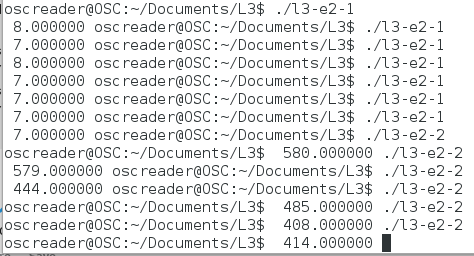 oscreader@OSC:~/Documents/L3$ ./l3-e2-1
8.000000 oscreader@OSC:~/Documents/L3$ ./l3-e2-1
7.000000 oscreader@OSC:~/Documents/L3$ ./l3-e2-1
8.000000 oscreader@OSC:~/Documents/L3$ ./l3-e2-1
7.000000 oscreader@OSC:~/Documents/L3$ ./l3-e2-1
7.000000 oscreader@OSC:~/Documents/L3$ ./l3-e2-1
7.000000 oscreader@OSC:~/Documents/L3$ ./l3-e2-1
7.000000 oscreader@OSC:~/Documents/L3$ ./l3-e2-2
oscreader@OSC:~/Documents/L3$  580.000000 ./l3-e2-2
579.000000 oscreader@OSC:~/Documents/L3$ ./l3-e2-2
444.000000 oscreader@OSC:~/Documents/L3$ ./l3-e2-2
oscreader@OSC:~/Documents/L3$  485.000000 ./l3-e2-2
oscreader@OSC:~/Documents/L3$  408.000000 ./l3-e2-2
oscreader@OSC:~/Documents/L3$  414.000000